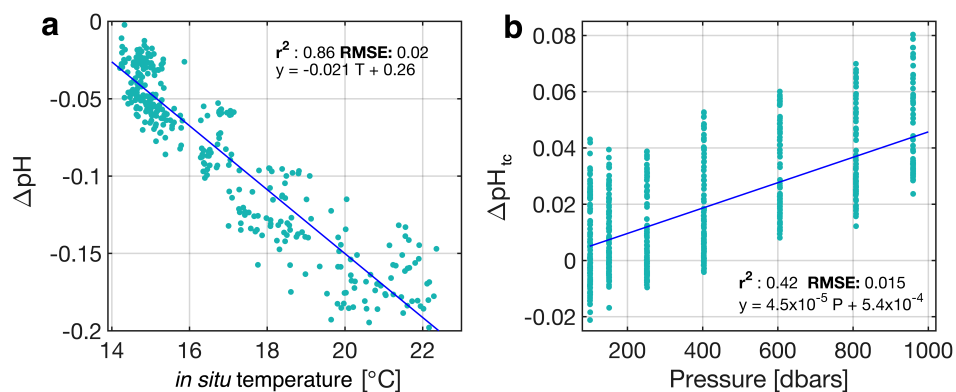 a
0
-0.05
-0.1
-0.15
-0.2
ΔpH
r² : 0.86 RMSE: 0.02
y = -0.021 T + 0.26
14 16 18 20 22
in situ temperature [°C]
b
0.08
0.06
0.04
0.02
0
-0.02
ΔpHtc
r² : 0.42 RMSE: 0.015
y = 4.5x10⁻⁵ P + 5.4x10⁻⁴
200 400 600 800 1000
Pressure [dbars]